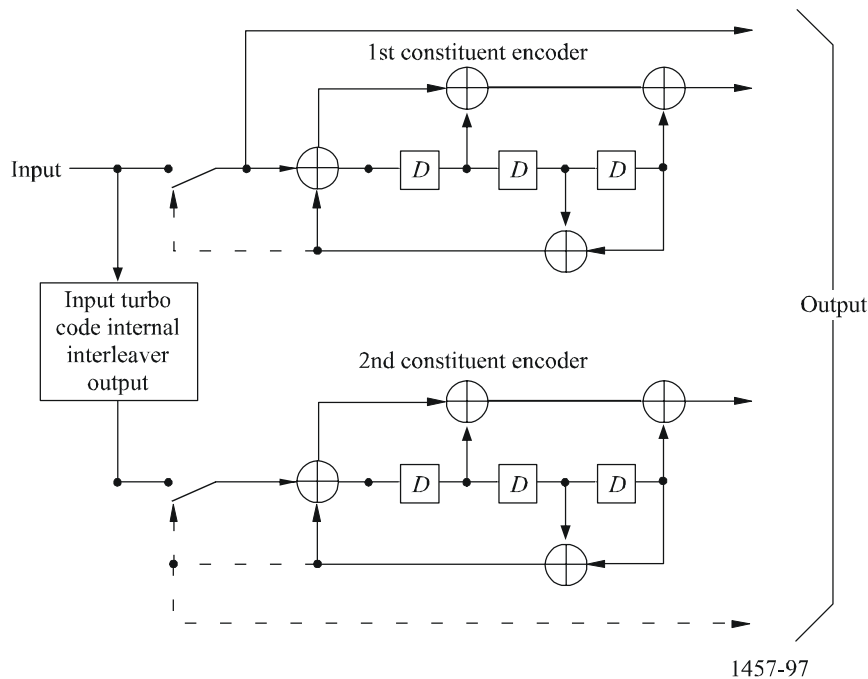 1st constituent encoder
Input
D
D
D
Input turbo
code internal
interleaver
output
Output
2nd constituent encoder
D
D
D
1457-97